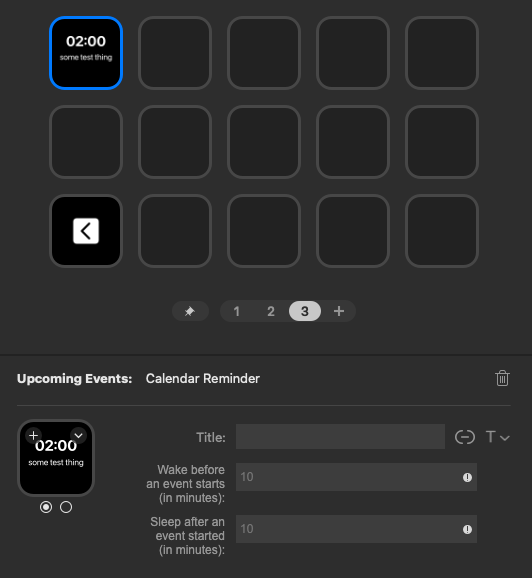 02:00
some test thing
1 2 3 +
Upcoming Events: Calendar Reminder
02:00
some test thing
Title:
T
Wake before
an event starts
(in minutes):
10
Sleep after an
event started
(in minutes):
10